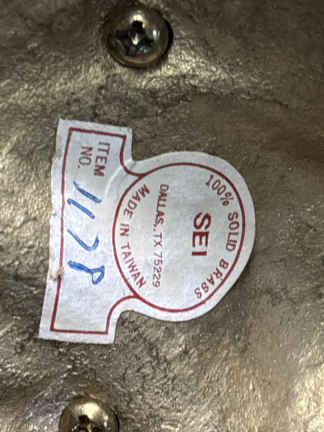 100% SOLID BRASS
SEI
DALLAS, TX 75229
MADE IN TAIWAN
ITEM
NO. 1178